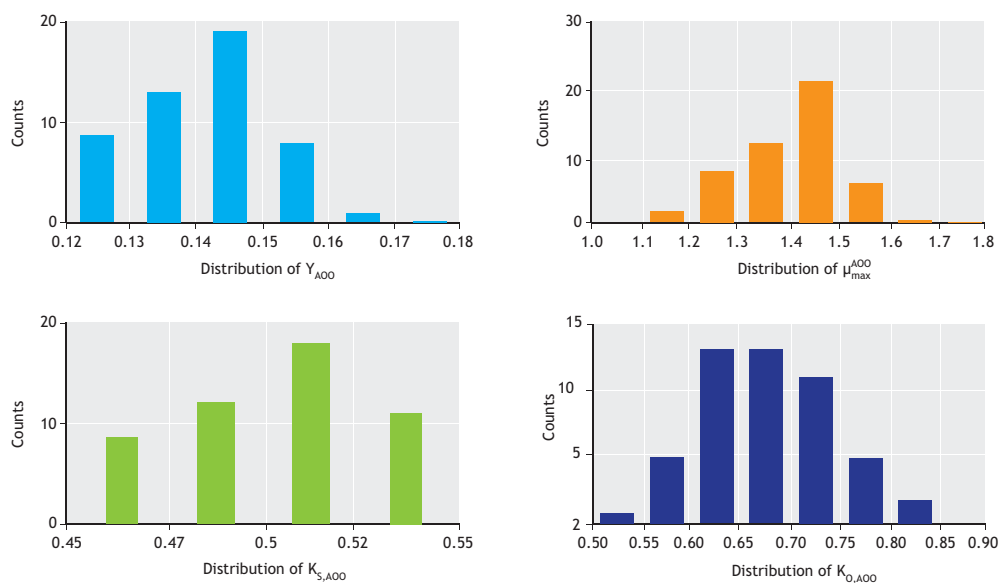 20
10
0
Counts
0.12 0.13 0.14 0.15 0.16 0.17 0.18
Distribution of Y_AOO
30
20
10
0
Counts
1.0 1.1 1.2 1.3 1.4 1.5 1.6 1.7 1.8
Distribution of μ_max^AOO
20
10
0
Counts
0.45 0.47 0.5 0.52 0.55
Distribution of K_S,AOO
15
10
5
2
Counts
0.50 0.55 0.60 0.65 0.70 0.75 0.80 0.85 0.90
Distribution of K_O,AOO